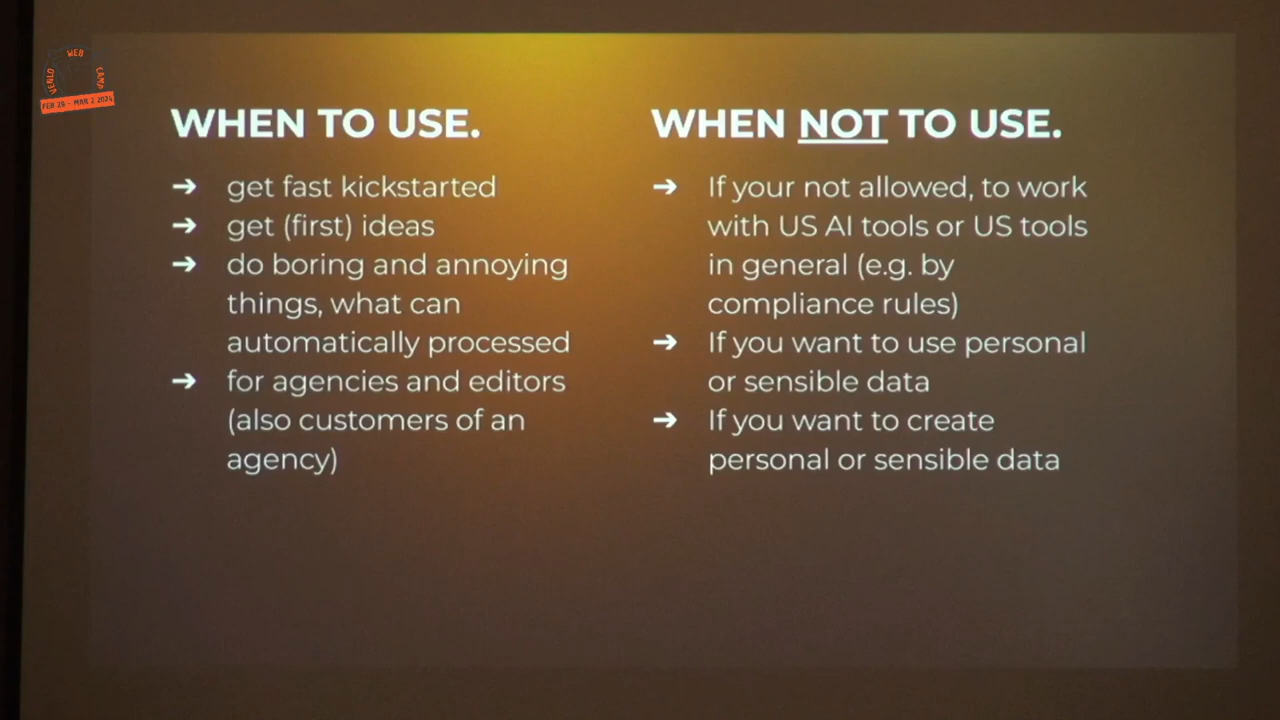 WEB
CAMP
VENLO
FEB 28 - MAR 2 2024
WHEN TO USE.
➔ get fast kickstarted
➔ get (first) ideas
➔ do boring and annoying
things, what can
automatically processed
➔ for agencies and editors
(also customers of an
agency)
WHEN NOT TO USE.
➔ If your not allowed, to work
with US AI tools or US tools
in general (e.g. by
compliance rules)
➔ If you want to use personal
or sensible data
➔ If you want to create
personal or sensible data